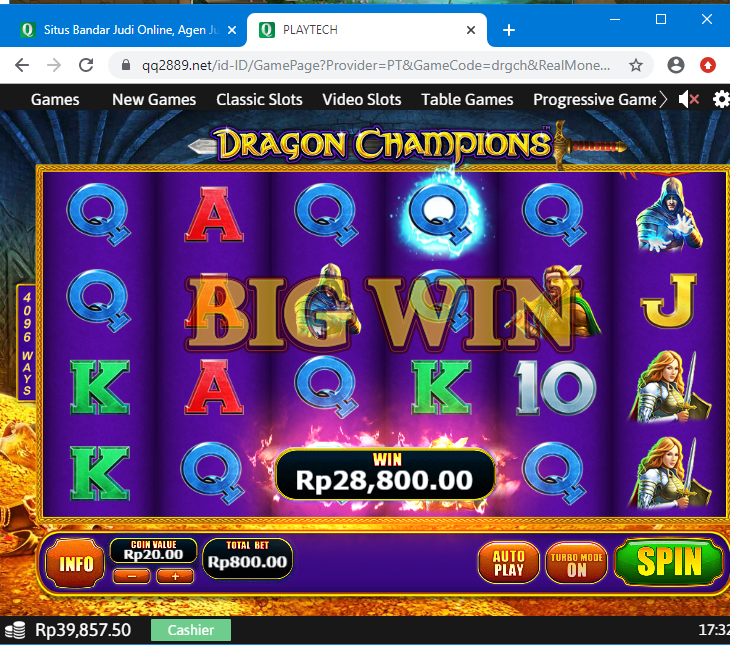 Situs Bandar Judi Online, Agen Ju
PLAYTECH
qq2889.net/id-ID/GamePage?Provider=PT&GameCode=drgch&RealMone...
Games New Games Classic Slots Video Slots Table Games Progressive Game
DRAGON CHAMPIONS
Q A Q Q Q
4096 WAYS
Q A Q J
BIG WIN
K A Q K 10
K Q Q
WIN
Rp28,800.00
INFO
COIN VALUE
Rp20.00
TOTAL BET
Rp800.00
AUTO
PLAY
TURBO MODE
ON
SPIN
Rp39,857.50 Cashier 17:32